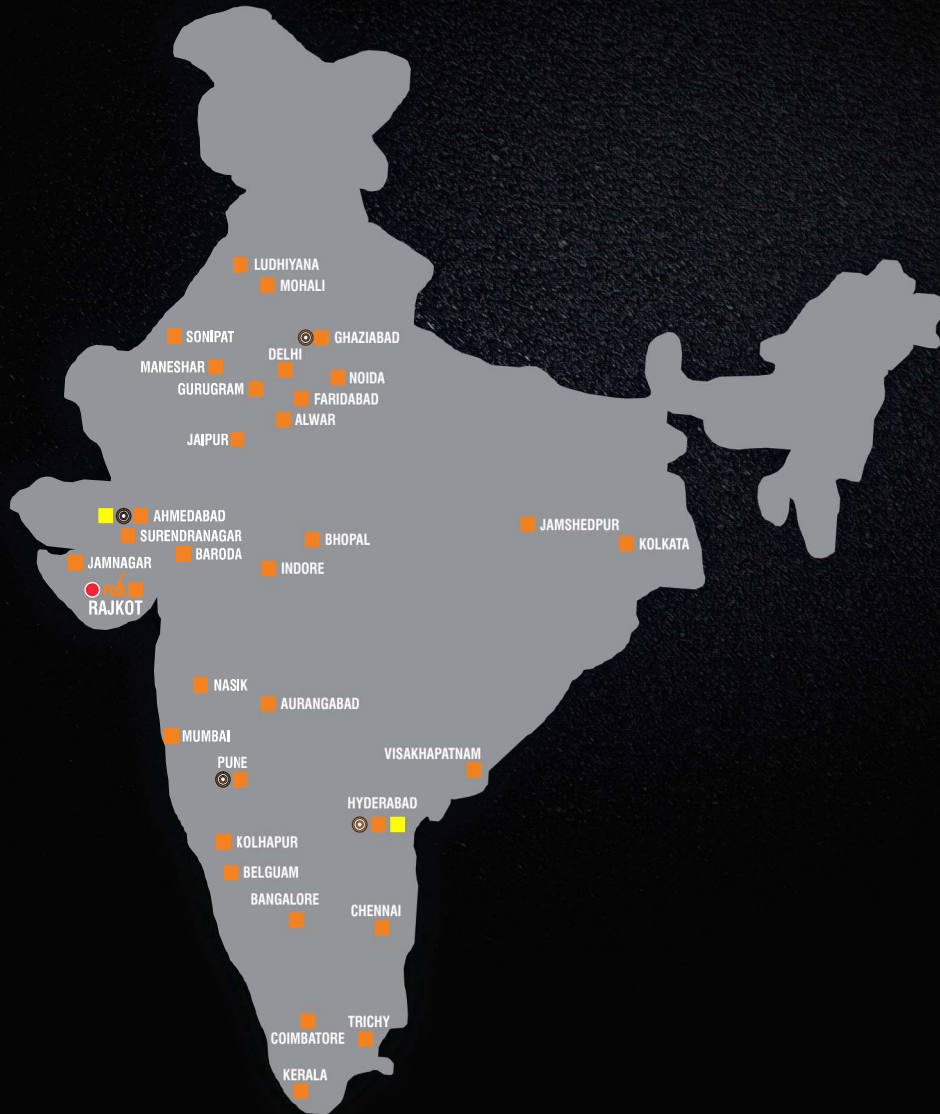 LUDHIYANA
MOHALI
SONIPAT
GHAZIABAD
DELHI
MANESHAR
NOIDA
GURUGRAM
FARIDABAD
ALWAR
JAIPUR
AHMEDABAD
JAMSHEDPUR
SURENDRANAGAR
BHOPAL
KOLKATA
BARODA
JAMNAGAR
INDORE
RAJKOT
NASIK
AURANGABAD
MUMBAI
VISAKHAPATNAM
PUNE
HYDERABAD
KOLHAPUR
BELGUAM
BANGALORE
CHENNAI
COIMBATORE
TRICHY
KERALA